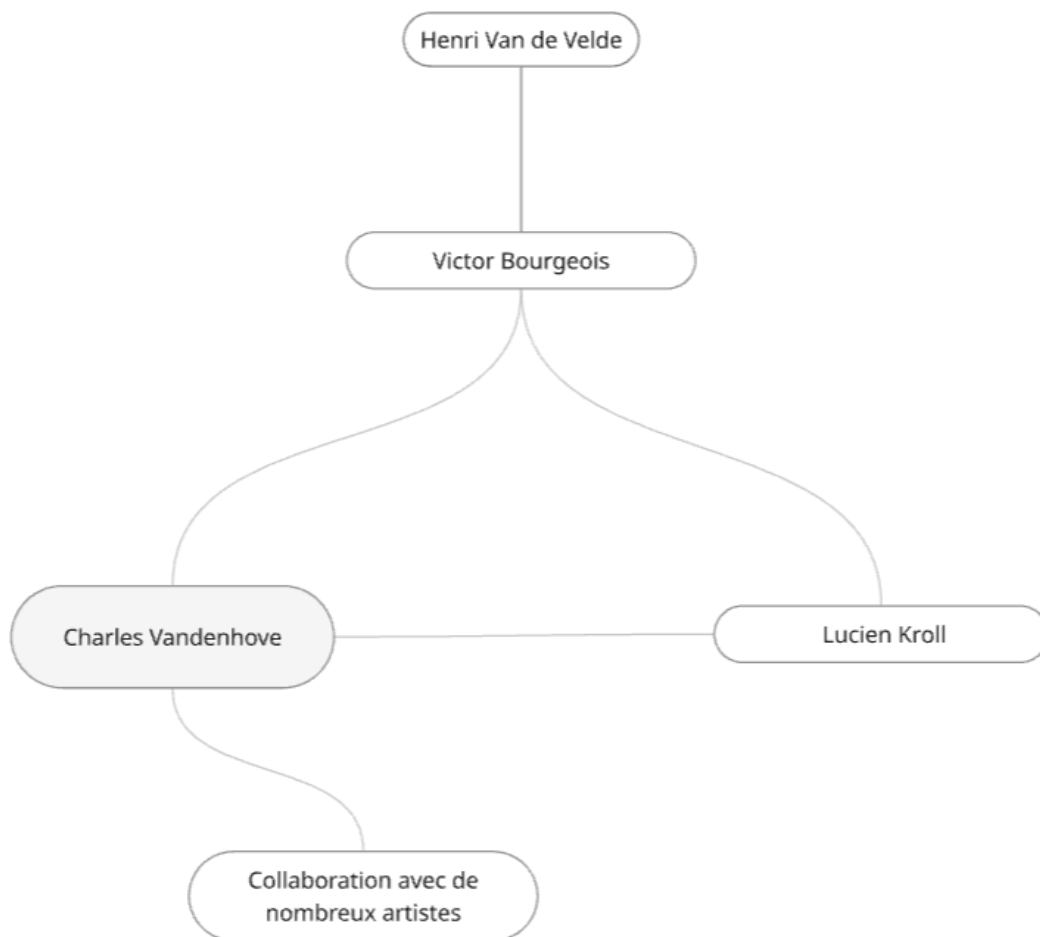 Henri Van de Velde
Victor Bourgeois
Charles Vandenhove
Lucien Kroll
Collaboration avec de
nombreux artistes